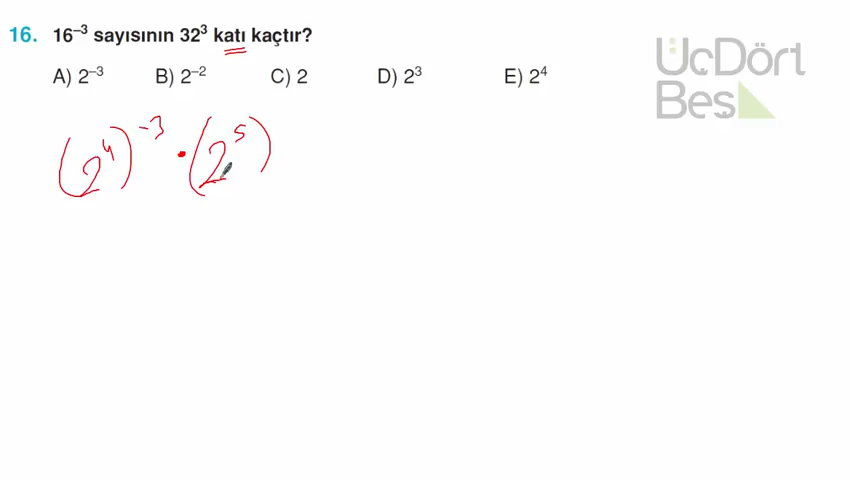 16. 16⁻³ sayısının 32³ katı kaçtır?
A) 2⁻³ B) 2⁻² C) 2 D) 2³ E) 2⁴
(2⁴)⁻³ · (2⁵)
ÜçDört
Beş